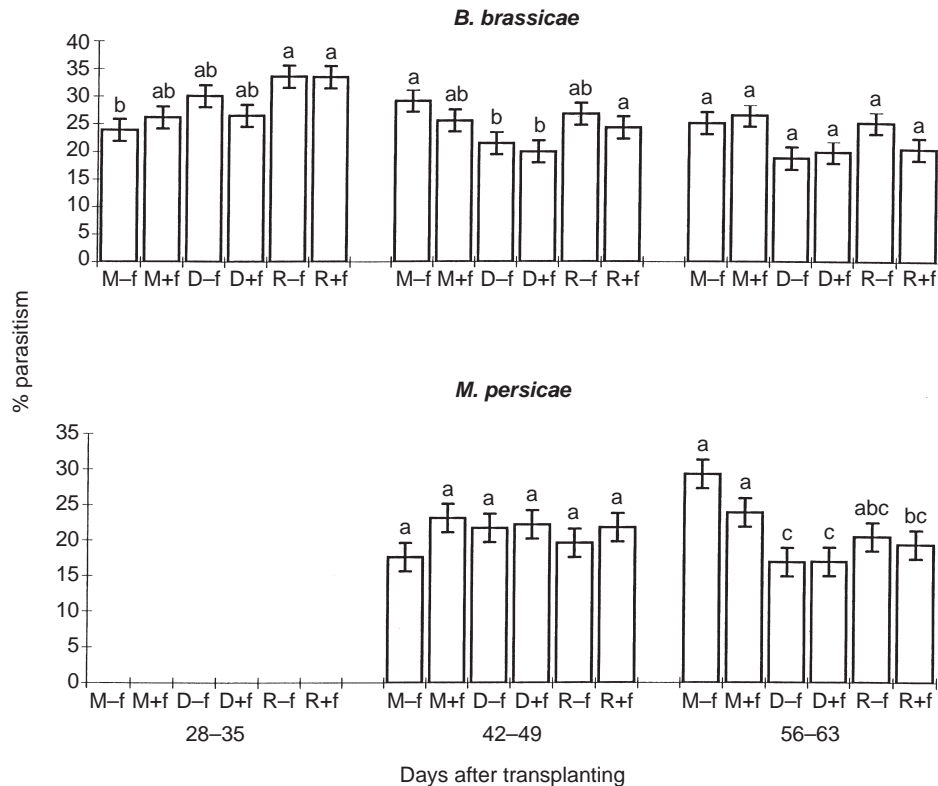 B. brassicae
% parasitism
40
35
30
25
20
15
10
5
0
b ab ab ab a a
a ab b b ab a
a a a a a a
M–f M+f D–f D+f R–f R+f
M–f M+f D–f D+f R–f R+f
M–f M+f D–f D+f R–f R+f
M. persicae
35
30
25
20
15
10
5
0
a a a a a a
a a c c abc bc
M–f M+f D–f D+f R–f R+f
M–f M+f D–f D+f R–f R+f
M–f M+f D–f D+f R–f R+f
28–35 42–49 56–63
Days after transplanting